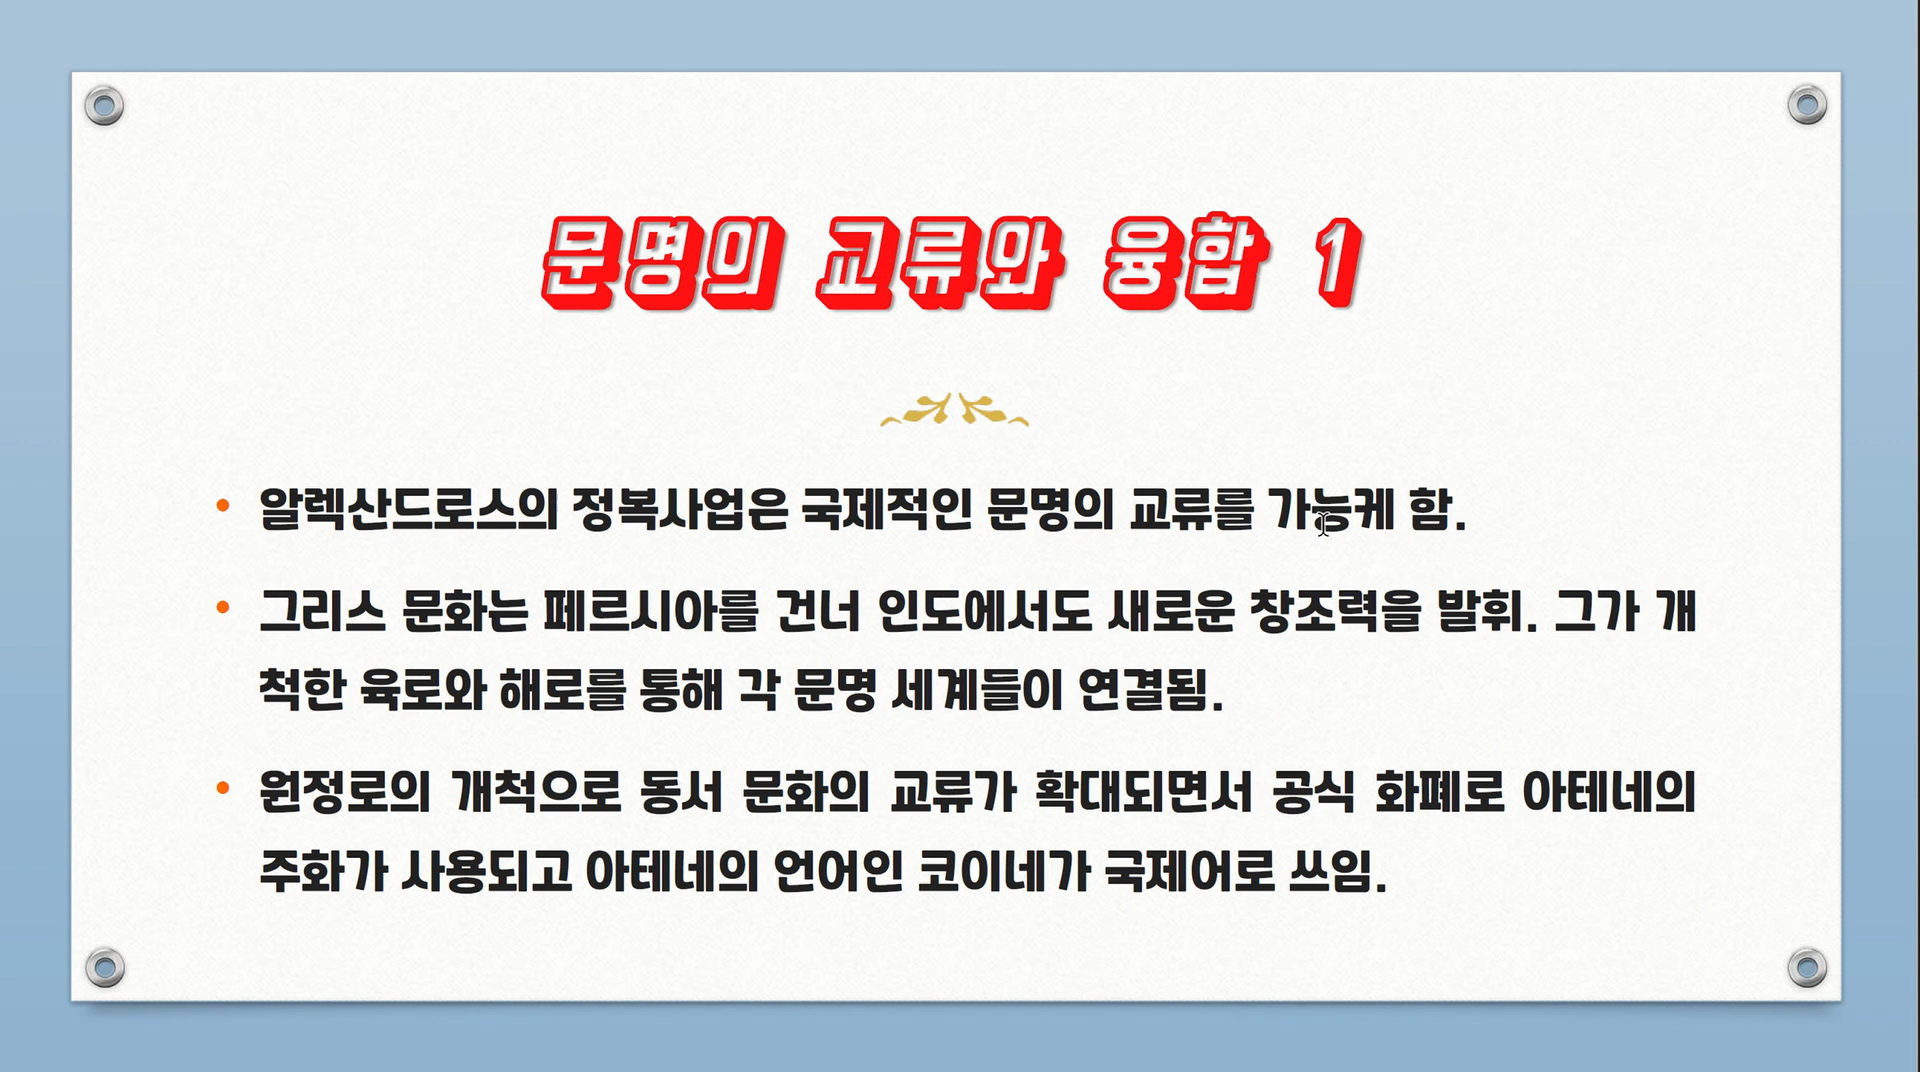 문명의 교류와 융합 1
• 알렉산드로스의 정복사업은 국제적인 문명의 교류를 가능케 함.
• 그리스 문화는 페르시아를 건너 인도에서도 새로운 창조력을 발휘. 그가 개
척한 육로와 해로를 통해 각 문명 세계들이 연결됨.
• 원정로의 개척으로 동서 문화의 교류가 확대되면서 공식 화폐로 아테네의
주화가 사용되고 아테네의 언어인 코이네가 국제어로 쓰임.